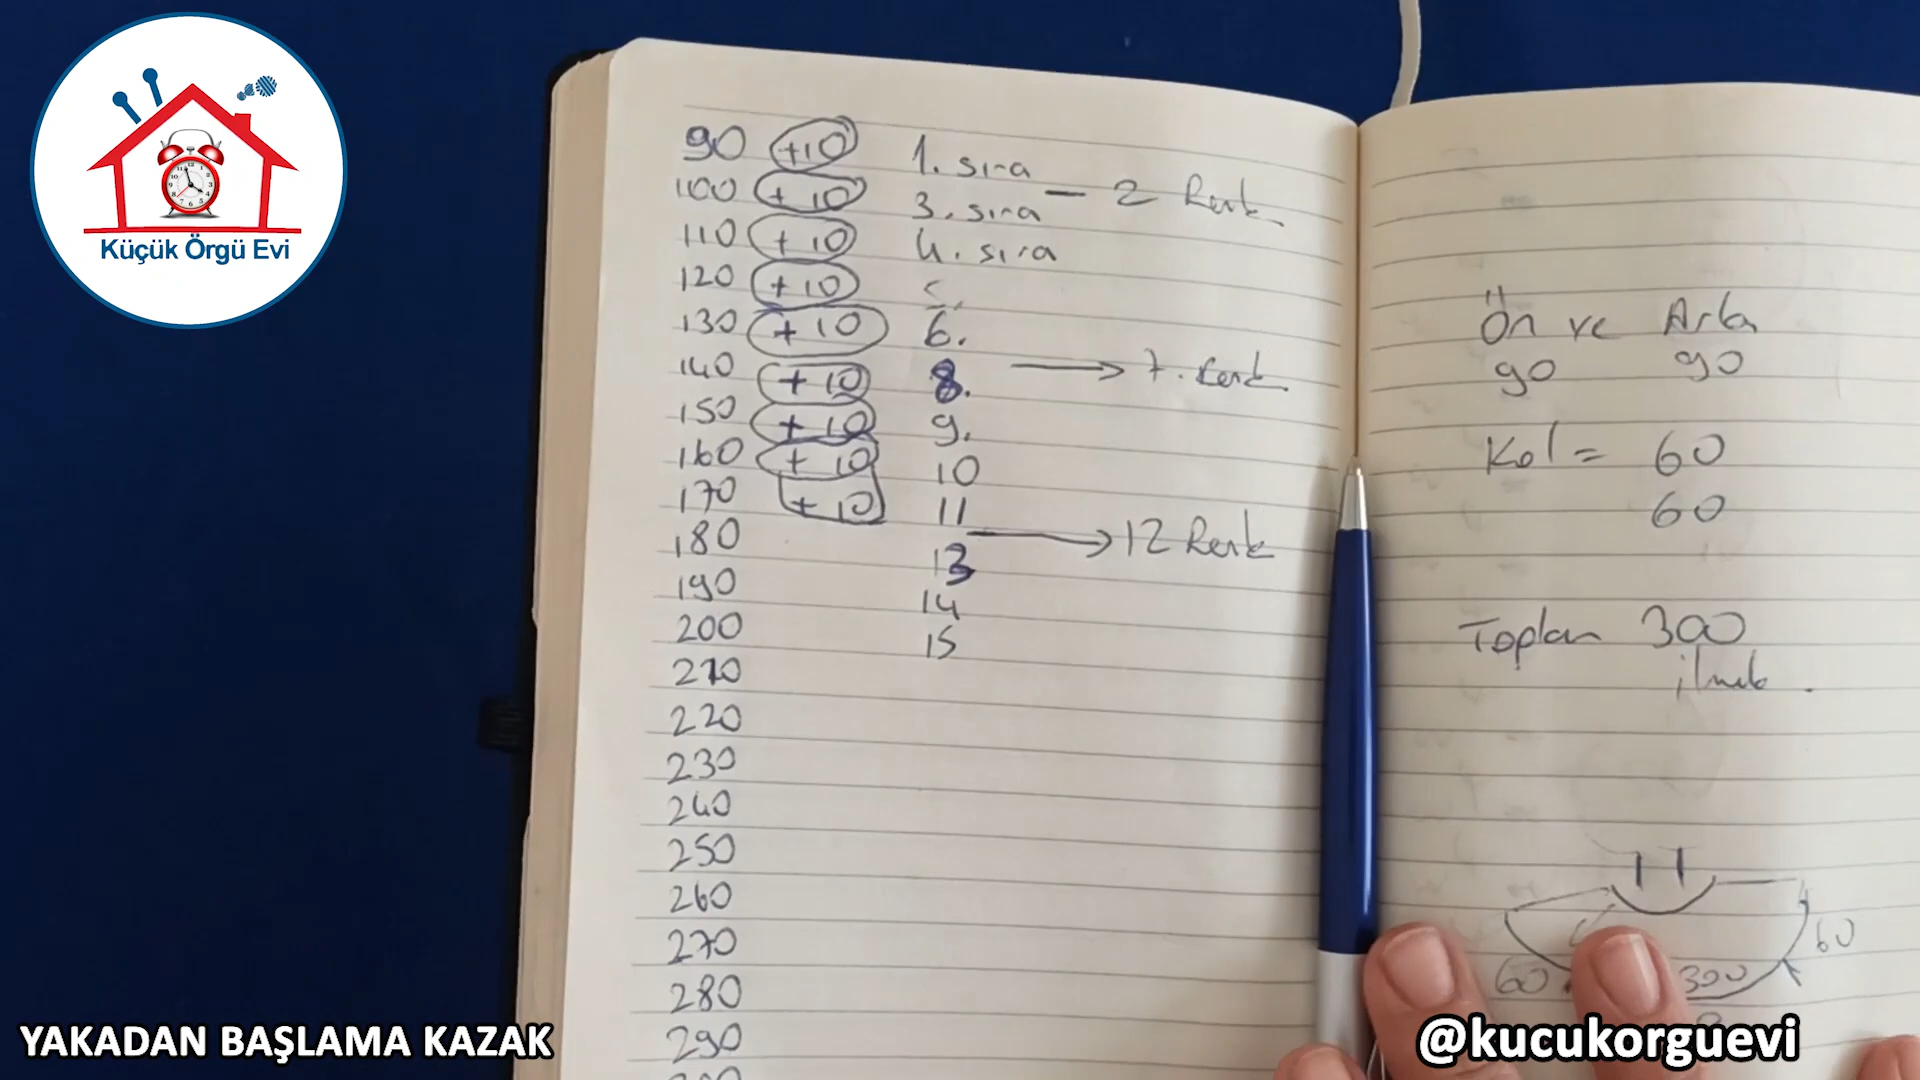 Küçük Örgü Evi
90 +10 1. sıra
100 +10 3. sıra — 2 Renk
110 +10 4. sıra
120 +10 5.
130 +10 6.
140 +10 8. → 7. Renk
150 +10 9.
160 +10 10
170 +10 11
180 13 → 12 Renk
190 14
200 15
210
220
230
240
250
260
270
280
290
Ön ve Arka
90 90
Kol = 60
60
Toplam 300
ilmek.
60
60 300
YAKADAN BAŞLAMA KAZAK
@kucukorguevi